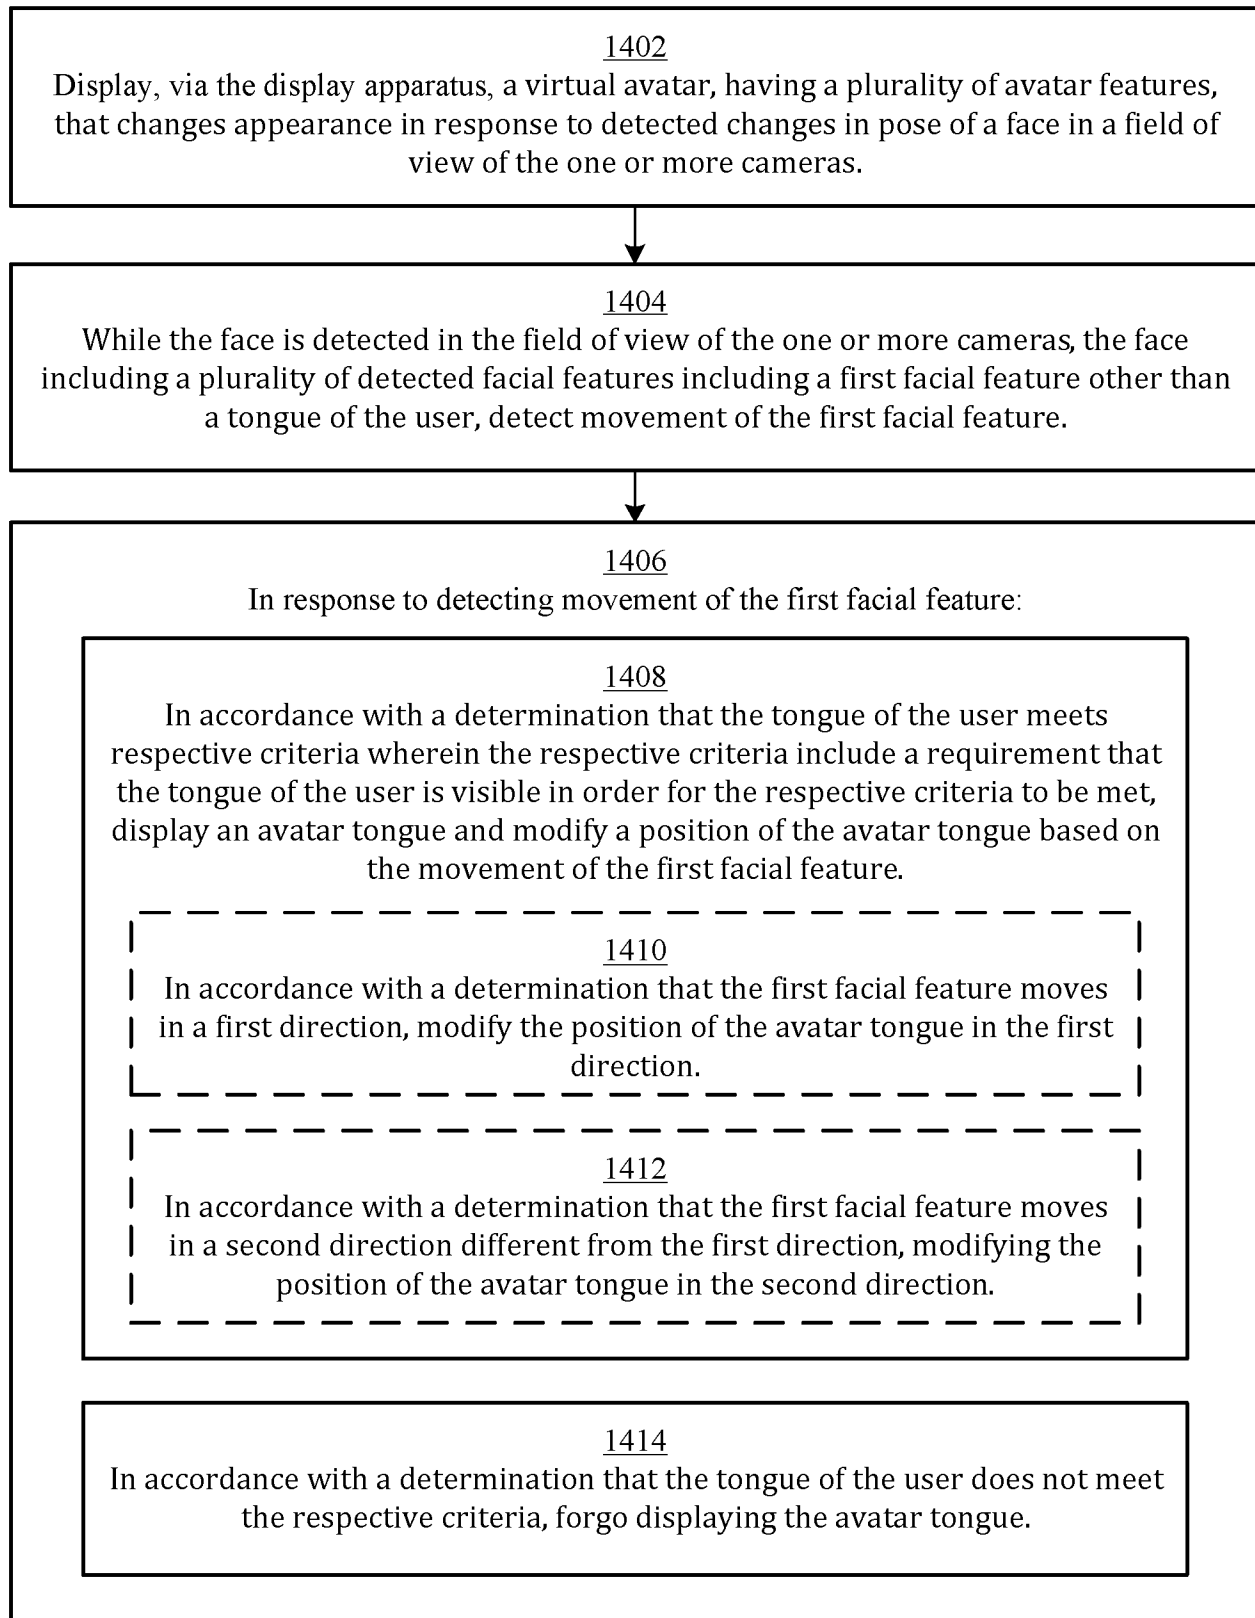 1402
Display, via the display apparatus, a virtual avatar, having a plurality of avatar features,
that changes appearance in response to detected changes in pose of a face in a field of
view of the one or more cameras.
1404
While the face is detected in the field of view of the one or more cameras, the face
including a plurality of detected facial features including a first facial feature other than
a tongue of the user, detect movement of the first facial feature.
1406
In response to detecting movement of the first facial feature:
1408
In accordance with a determination that the tongue of the user meets
respective criteria wherein the respective criteria include a requirement that
the tongue of the user is visible in order for the respective criteria to be met,
display an avatar tongue and modify a position of the avatar tongue based on
the movement of the first facial feature.
1410
In accordance with a determination that the first facial feature moves
in a first direction, modify the position of the avatar tongue in the first
direction.
1412
In accordance with a determination that the first facial feature moves
in a second direction different from the first direction, modifying the
position of the avatar tongue in the second direction.
1414
In accordance with a determination that the tongue of the user does not meet
the respective criteria, forgo displaying the avatar tongue.